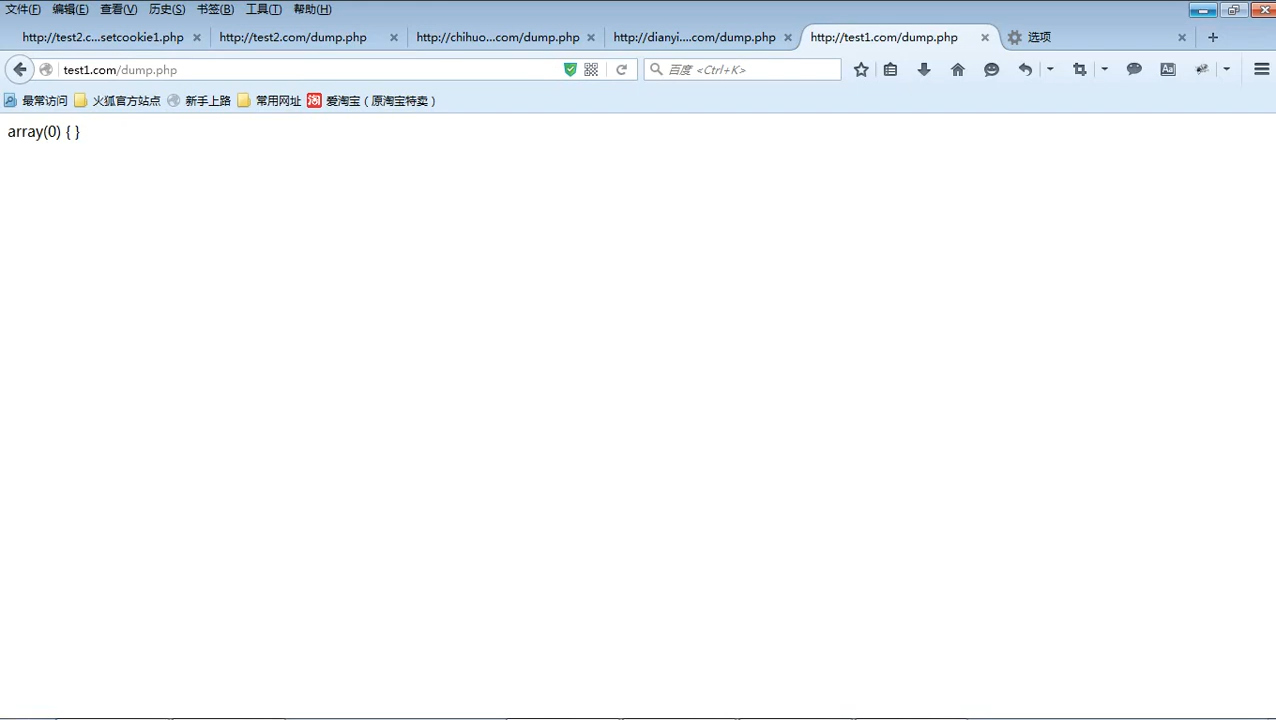 文件(F) 编辑(E) 查看(V) 历史(S) 书签(B) 工具(T) 帮助(H)
http://test2.c...setcookie1.php http://test2.com/dump.php http://chihuo...com/dump.php http://dianyi....com/dump.php http://test1.com/dump.php 选项
test1.com/dump.php 百度 <Ctrl+K>
最常访问 火狐官方站点 新手上路 常用网址 淘 爱淘宝（原淘宝特卖）
array(0) { }